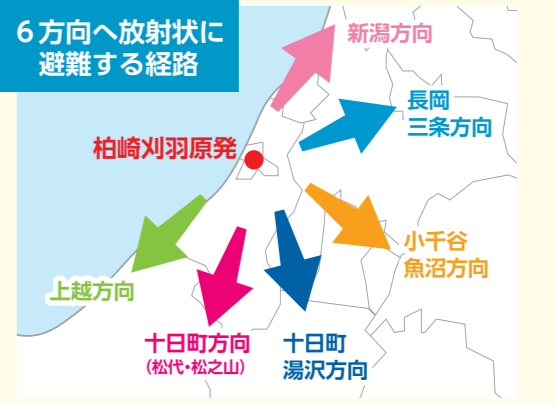 ６方向へ放射状に
避難する経路
新潟方向
長岡
三条方向
柏崎刈羽原発
小千谷
魚沼方向
上越方向
十日町方向
（松代・松之山）
十日町
湯沢方向